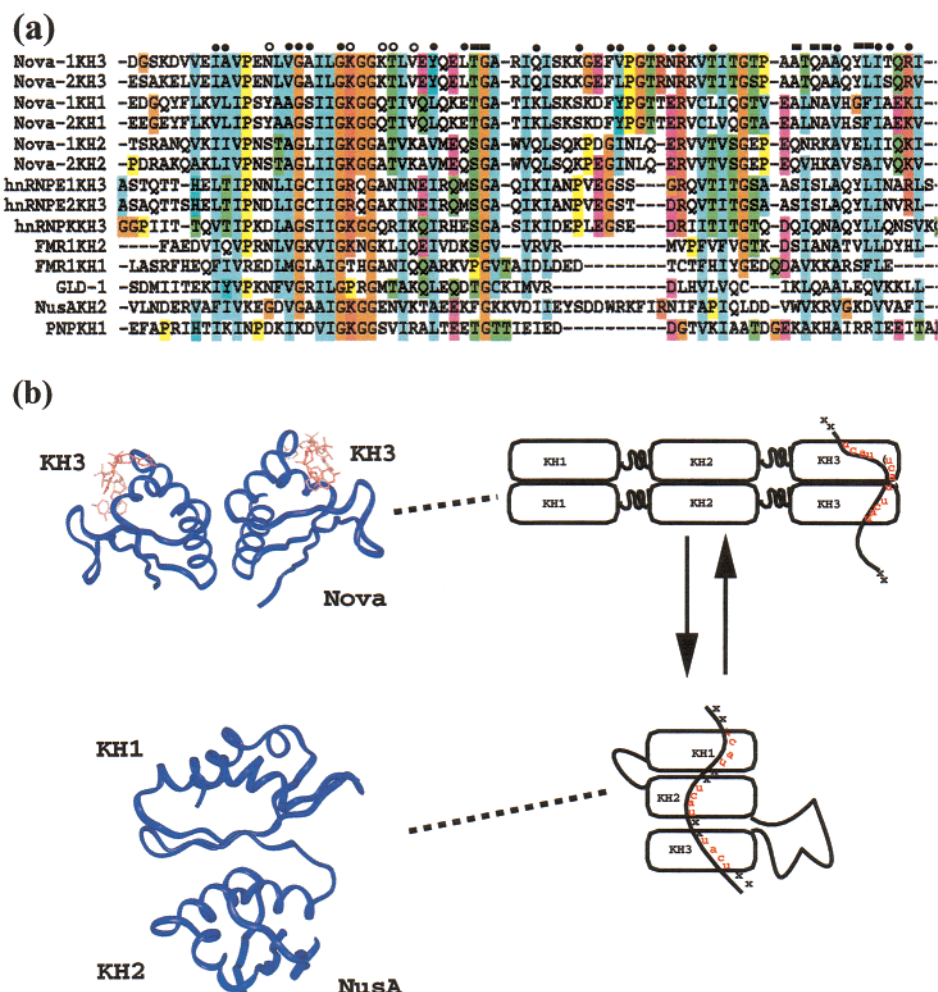 (a)
Nova-1KH3 -DGSKDVVEIAVPENLVGAILGKGGKTLVEYQELTGA-RIQISKKGEFVPGTRNRKVTITGTP-AATQAAQYLITQRI-
Nova-2KH3 -ESAKELVEIAVPENLVGAILGKGGKTLVEYQELTGA-RIQISKKGEFLPGTRNRRVTITGSP-AATQAAQYLISQRV-
Nova-1KH1 -EDGQYFLKVLIPSYAAGSIIGKGGQTIVQLQKETGA-TIKLSKSKDFYPGTTERVCLIQGTV-EALNAVHGFIAEKI-
Nova-2KH1 -EEGEYFLKVLIPSYAAGSIIGKGGQTIVQLQKETGA-TIKLSKSKDFYPGTTERVCLVQGTA-EALNAVHSFIAEKV-
Nova-1KH2 -TSRANQVKIIVPNSTAGLIIGKGGATVKAVMEQSGA-WVQLSQKPDGINLQ-ERVVTVSGEP-EQNRKAVELIIQKI-
Nova-2KH2 -PDRAKQAKLIVPNSTAGLIIGKGGATVKAVMEQSGA-WVQLSQKPEGINLQ-ERVVTVSGEP-EQVHKAVSAIVQKV-
hnRNPE1KH3 ASTQTT-HELTIPNNLIGCIIGRQGANINEIRQMSGA-QIKIANPVEGSS---GRQVTITGSA-ASISLAQYLINARLS-
hnRNPE2KH3 ASAQTTSHELTIPNDLIGCIIGRQGAKINEIRQMSGA-QIKIANPVEGST---DRQVTITGSA-ASISLAQYLINVRL-
hnRNPKKH3 GGPIIT-TQVTIPKDLAGSIIGKGGQRIKQIRHESGA-SIKIDEPLEGSE---DRIITITGTQ-DQIQNAQYLLQNSVK
FMR1KH2 -----FAEDVIQVPRNLVGKVIGKNGKLIQEIVDKSGV--VRVR---------MVPFVFVGTK-DSIANATVLLDYHL-
FMR1KH1 -LASRFHEQFIVREDLMGLAIGTHGANIQQARKVPGVTAIDLDED---------TCTFHIYGEDQDAVKKARSFLE---
GLD-1 -SDMIITEKIYVPKNFVGRILGPRGMTAKQLEQDTGCKIMVR-----------DLHVLVQC---IKLQAALEQVKKLL-
NusAKH2 -VLNDERVAFIVKEGDVGAAIGKGGENVKTAEEKFGKKVDIIEYSDDWRKFIRNIFAPIQLDD-VWVKRVGKDVVAFI-
PNPKH1 -EFAPRIHTIKINPDKIKDVIGKGGSVIRALTEETGTTIEIED----------DGTVKIAATDGEKAKHAIRRIEEITA
(b)
KH3
KH3
Nova
KH1
KH2
KH3
KH1
KH2
KH3
KH1
KH2
NusA
KH1
KH2
KH3